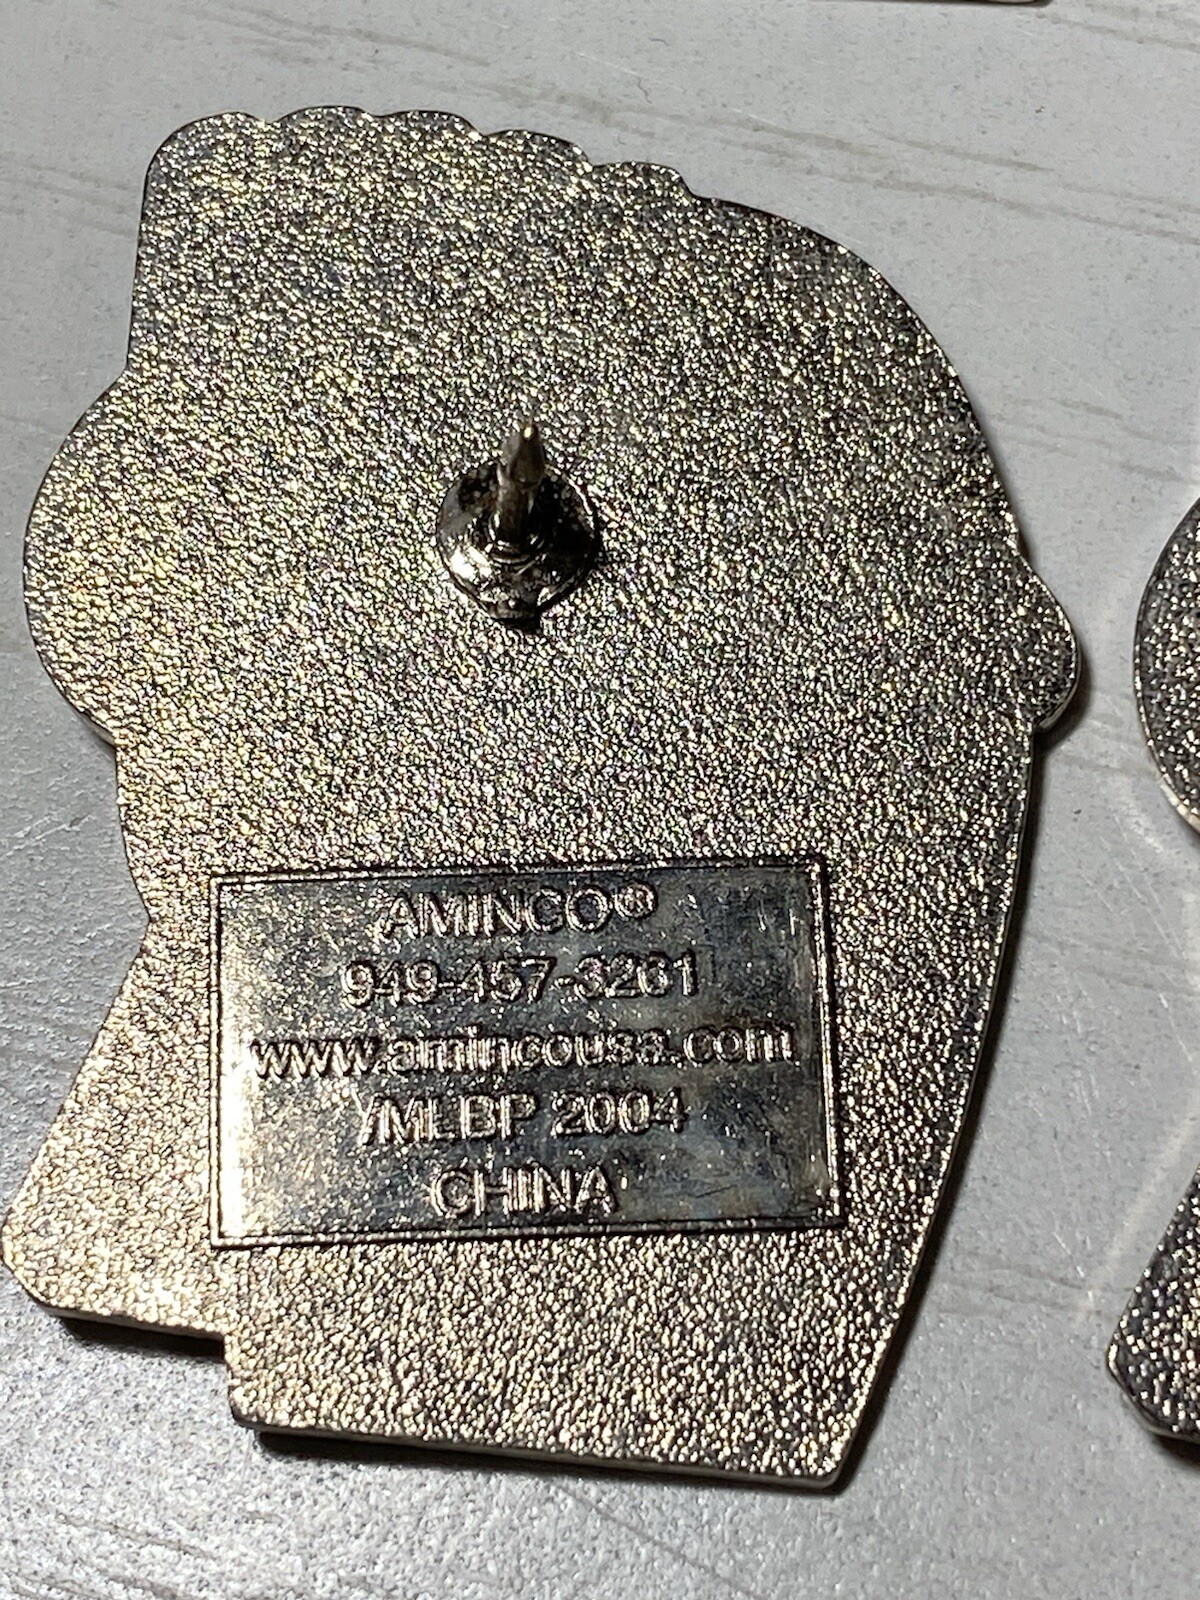 AMINCO®
949-457-3261
www.amincousa.com
/MLBP 2004
CHINA